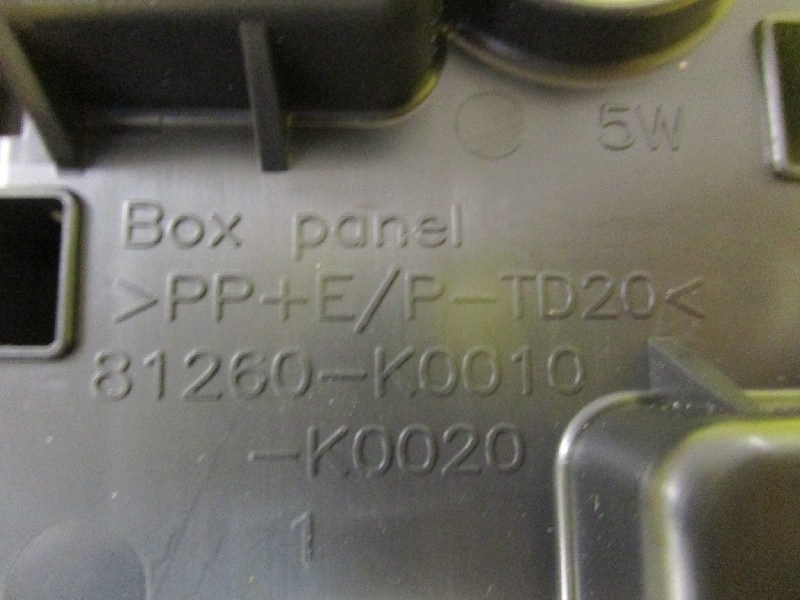 5W
Box panel
>PP+E/P-TD20<
81260-K0010
-K0020
1